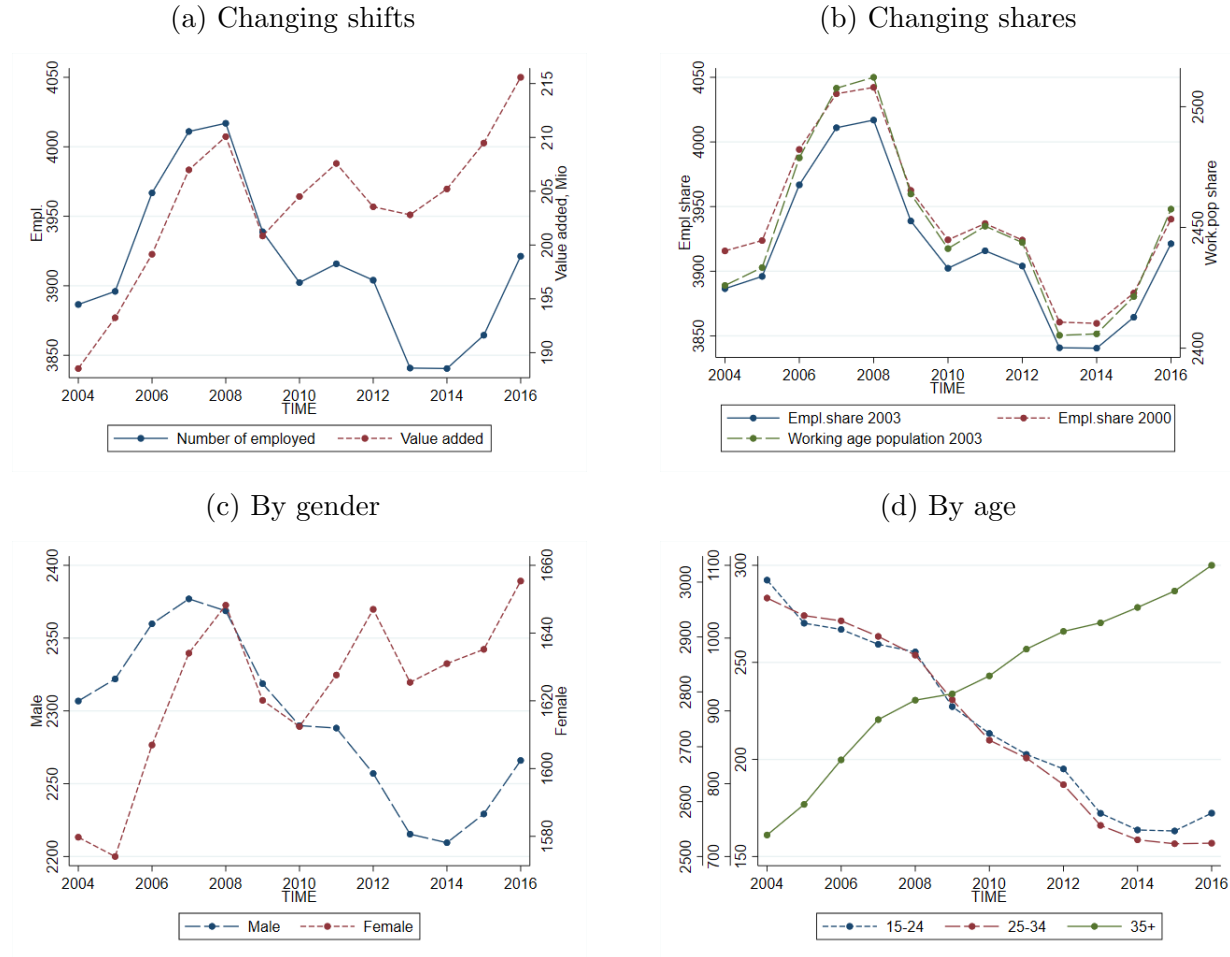 (a) Changing shifts
Empl.
3850 3900 3950 4000 4050
Value added, Mio
190 195 200 205 210 215
2004 2006 2008 2010 2012 2014 2016
TIME
Number of employed Value added
(b) Changing shares
Empl share
3850 3900 3950 4000 4050
Work.pop share
2400 2450 2500
2004 2006 2008 2010 2012 2014 2016
TIME
Empl.share 2003 Empl.share 2000
Working age population 2003
(c) By gender
Male
2200 2250 2300 2350 2400
Female
1580 1600 1620 1640 1660
2004 2006 2008 2010 2012 2014 2016
TIME
Male Female
(d) By age
2500 2600 2700 2800 2900 3000
700 800 900 1000 1100
150 200 250 300
2004 2006 2008 2010 2012 2014 2016
TIME
15-24 25-34 35+